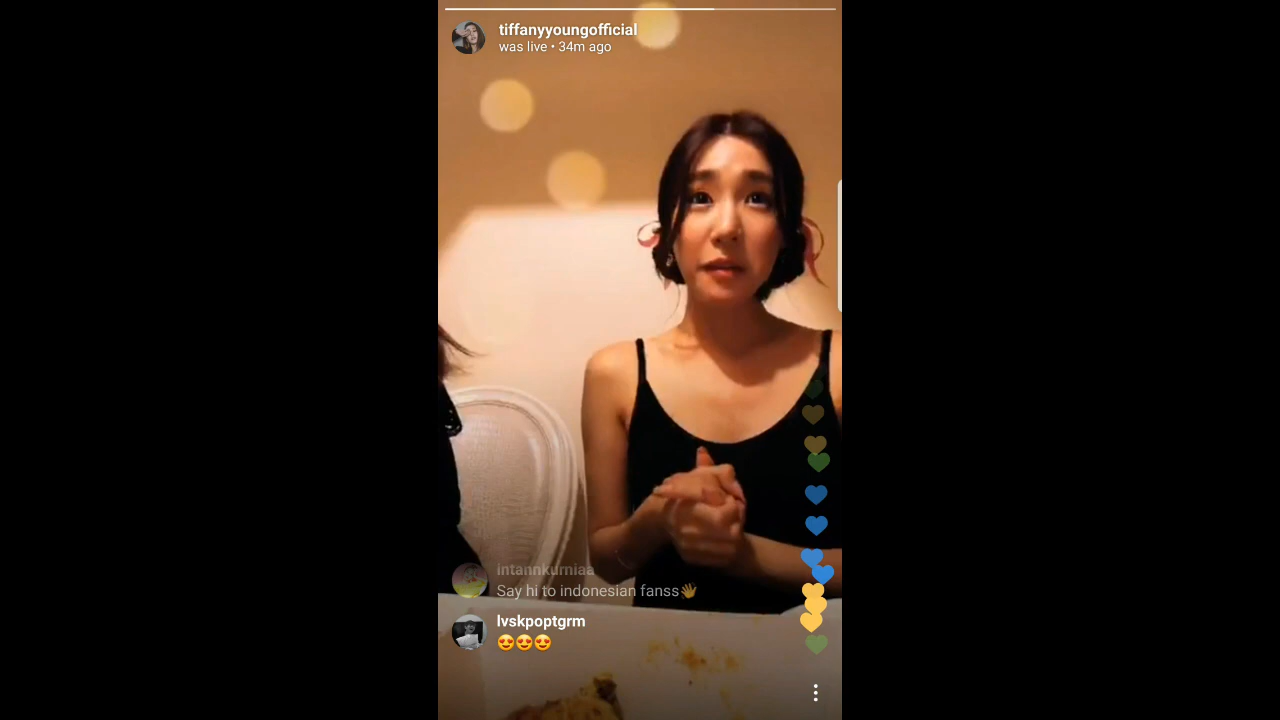 tiffanyyoungofficial
was live • 34m ago
intannkurniaa
Say hi to indonesian fanss👋
lvskpoptgrm
😍😍😍